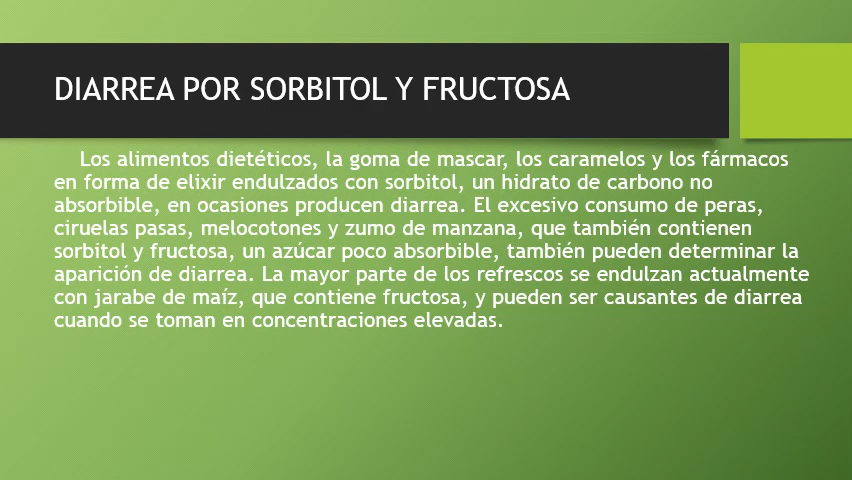 DIARREA POR SORBITOL Y FRUCTOSA
Los alimentos dietéticos, la goma de mascar, los caramelos y los fármacos
en forma de elixir endulzados con sorbitol, un hidrato de carbono no
absorbible, en ocasiones producen diarrea. El excesivo consumo de peras,
ciruelas pasas, melocotones y zumo de manzana, que también contienen
sorbitol y fructosa, un azúcar poco absorbible, también pueden determinar la
aparición de diarrea. La mayor parte de los refrescos se endulzan actualmente
con jarabe de maíz, que contiene fructosa, y pueden ser causantes de diarrea
cuando se toman en concentraciones elevadas.